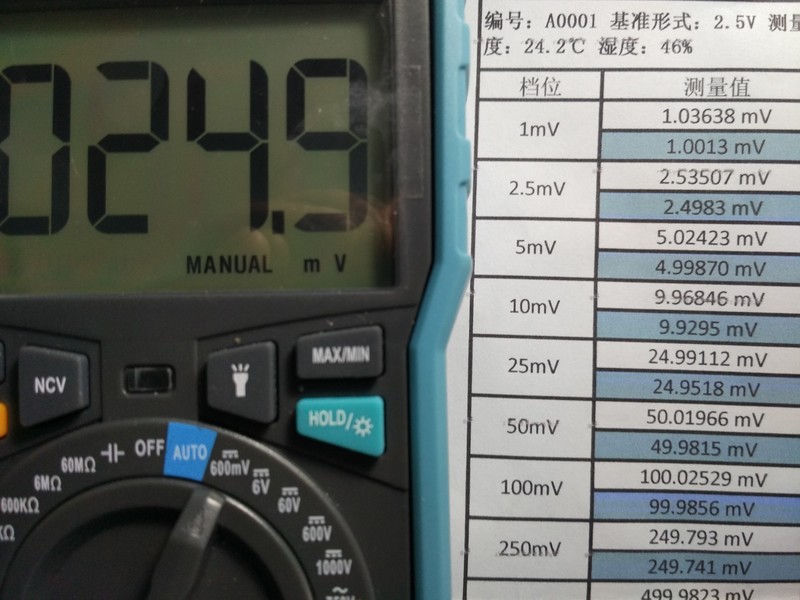 024.9
MANUAL m V
NCV
MAX/MIN
HOLD/
OFF
AUTO
60MΩ
6MΩ
600KΩ
KΩ
600mV
6V
60V
600V
1000V
编号：A0001 基准形式：2.5V 测量
度：24.2℃ 湿度：46%
档位 测量值
1mV 1.03638 mV
1.0013 mV
2.5mV 2.53507 mV
2.4983 mV
5mV 5.02423 mV
4.99870 mV
10mV 9.96846 mV
9.9295 mV
25mV 24.99112 mV
24.9518 mV
50mV 50.01966 mV
49.9815 mV
100mV 100.02529 mV
99.9856 mV
250mV 249.793 mV
249.741 mV
499.9823 mV